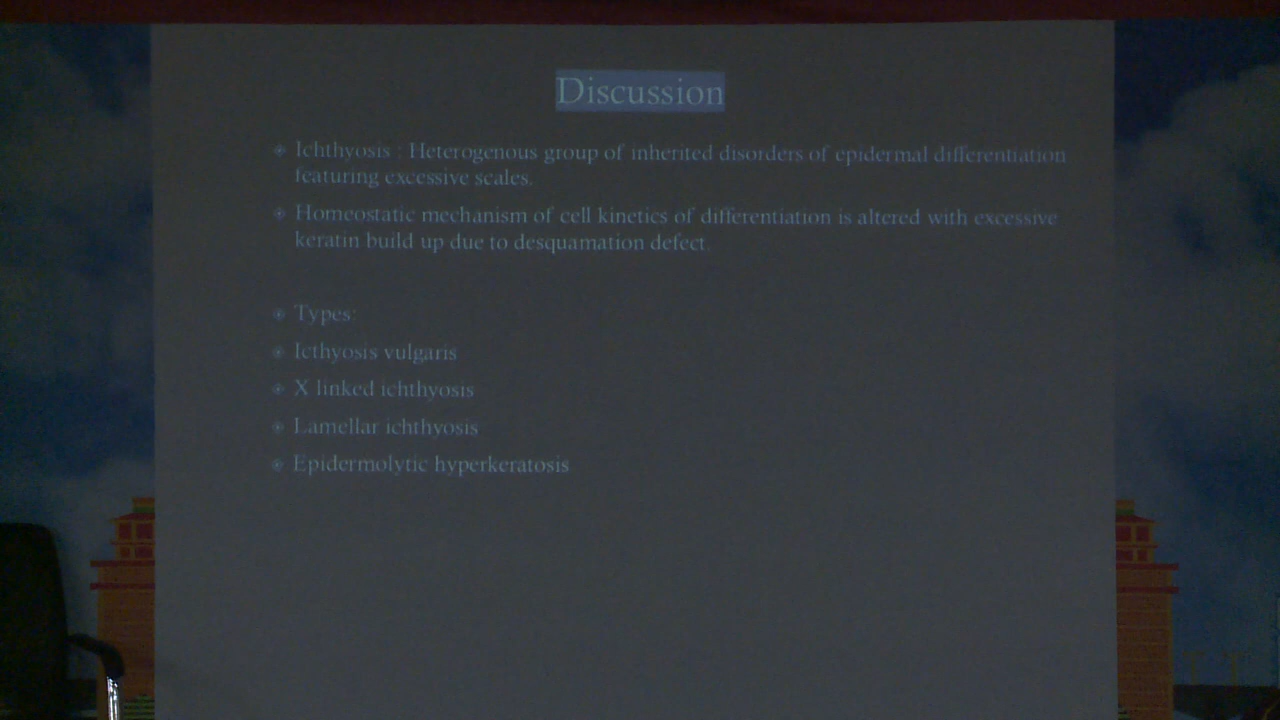 Discussion
Ichthyosis : Heterogenous group of inherited disorders of epidermal differentiation
featuring excessive scales.
Homeostatic mechanism of cell kinetics of differentiation is altered with excessive
keratin build up due to desquamation defect.
Types:
Icthyosis vulgaris
X linked ichthyosis
Lamellar ichthyosis
Epidermolytic hyperkeratosis